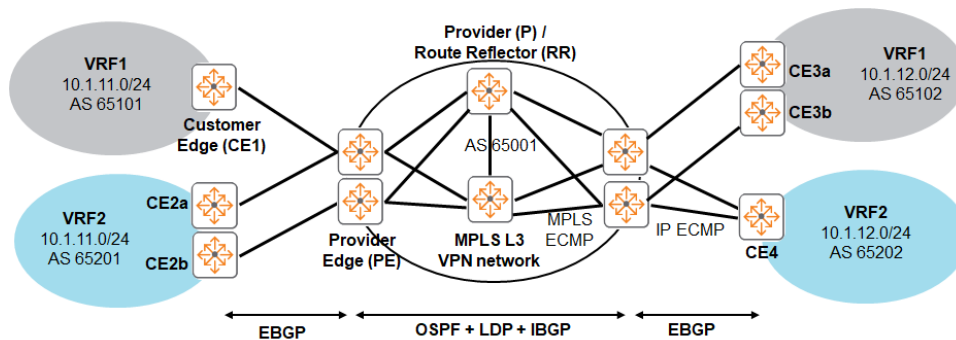 VRF1
10.1.11.0/24
AS 65101
Customer
Edge (CE1)
Provider (P) /
Route Reflector (RR)
AS 65001
VRF1
10.1.12.0/24
AS 65102
CE3a
CE3b
VRF2
10.1.11.0/24
AS 65201
CE2a
CE2b
Provider
Edge (PE)
MPLS L3
VPN network
MPLS
ECMP
IP ECMP
CE4
VRF2
10.1.12.0/24
AS 65202
EBGP
OSPF + LDP + IBGP
EBGP